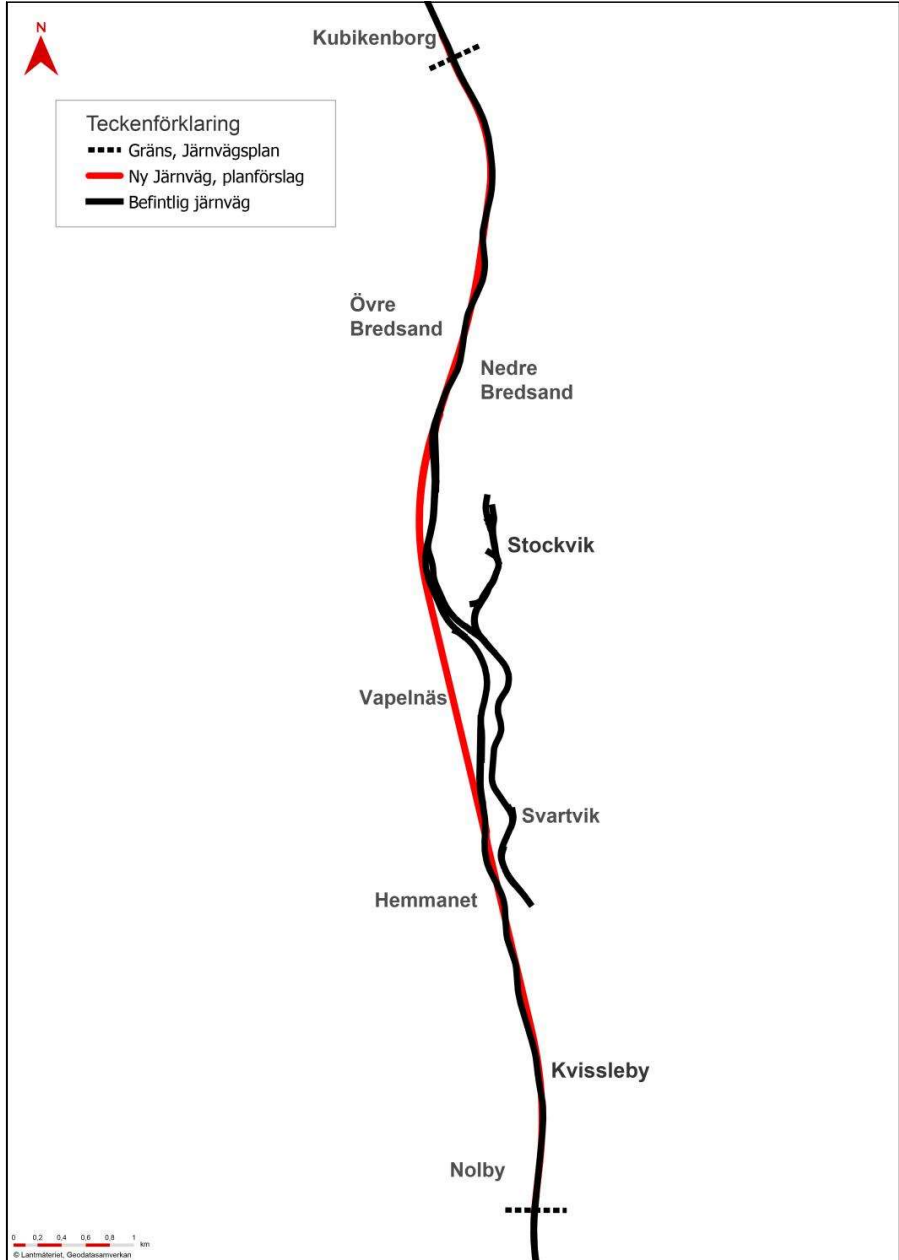 N
Kubikenborg
Teckenförklaring
Gräns, Järnvägsplan
Ny Järnväg, planförslag
Befintlig järnväg
Övre
Bredsand
Nedre
Bredsand
Stockvik
Vapelnäs
Svartvik
Hemmanet
Kvissleby
Nolby
0 0,2 0,4 0,6 0,8 1
km
© Lantmäteriet, Geodatasamverkan